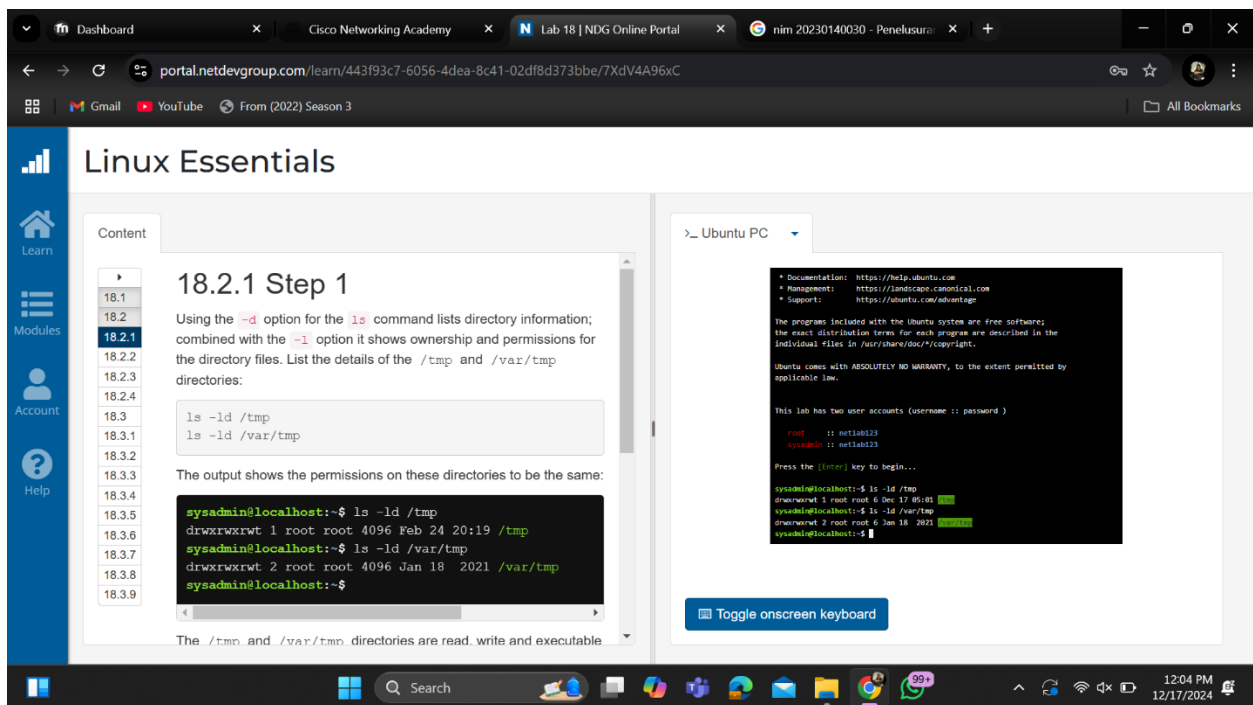 Dashboard
Cisco Networking Academy
Lab 18 | NDG Online Portal
nim 20230140030 - Penelusura
portal.netdevgroup.com/learn/443f93c7-6056-4dea-8c41-02df8d373bbe/7XdV4A96xC
Gmail
YouTube
From (2022) Season 3
All Bookmarks
Linux Essentials
Learn
Modules
Account
Help
Content
18.1
18.2
18.2.1
18.2.2
18.2.3
18.2.4
18.3
18.3.1
18.3.2
18.3.3
18.3.4
18.3.5
18.3.6
18.3.7
18.3.8
18.3.9
18.2.1 Step 1
Using the -d option for the ls command lists directory information;
combined with the -l option it shows ownership and permissions for
the directory files. List the details of the /tmp and /var/tmp
directories:
ls -ld /tmp
ls -ld /var/tmp
The output shows the permissions on these directories to be the same:
sysadmin@localhost:~$ ls -ld /tmp
drwxrwxrwt 1 root root 4096 Feb 24 20:19 /tmp
sysadmin@localhost:~$ ls -ld /var/tmp
drwxrwxrwt 2 root root 4096 Jan 18 2021 /var/tmp
sysadmin@localhost:~$
The /tmp and /var/tmp directories are read, write and executable
>_ Ubuntu PC
* Documentation: https://help.ubuntu.com
* Management: https://landscape.canonical.com
* Support: https://ubuntu.com/advantage
The programs included with the Ubuntu system are free software;
the exact distribution terms for each program are described in the
individual files in /usr/share/doc/*/copyright.
Ubuntu comes with ABSOLUTELY NO WARRANTY, to the extent permitted by
applicable law.
This lab has two user accounts (username :: password )
root :: netlab123
sysadmin :: netlab123
Press the [Enter] key to begin...
sysadmin@localhost:~$ ls -ld /tmp
drwxrwxrwt 1 root root 6 Dec 17 05:01 /tmp
sysadmin@localhost:~$ ls -ld /var/tmp
drwxrwxrwt 2 root root 6 Jan 18 2021 /var/tmp
sysadmin@localhost:~$
Toggle onscreen keyboard
Search
99+
12:04 PM
12/17/2024